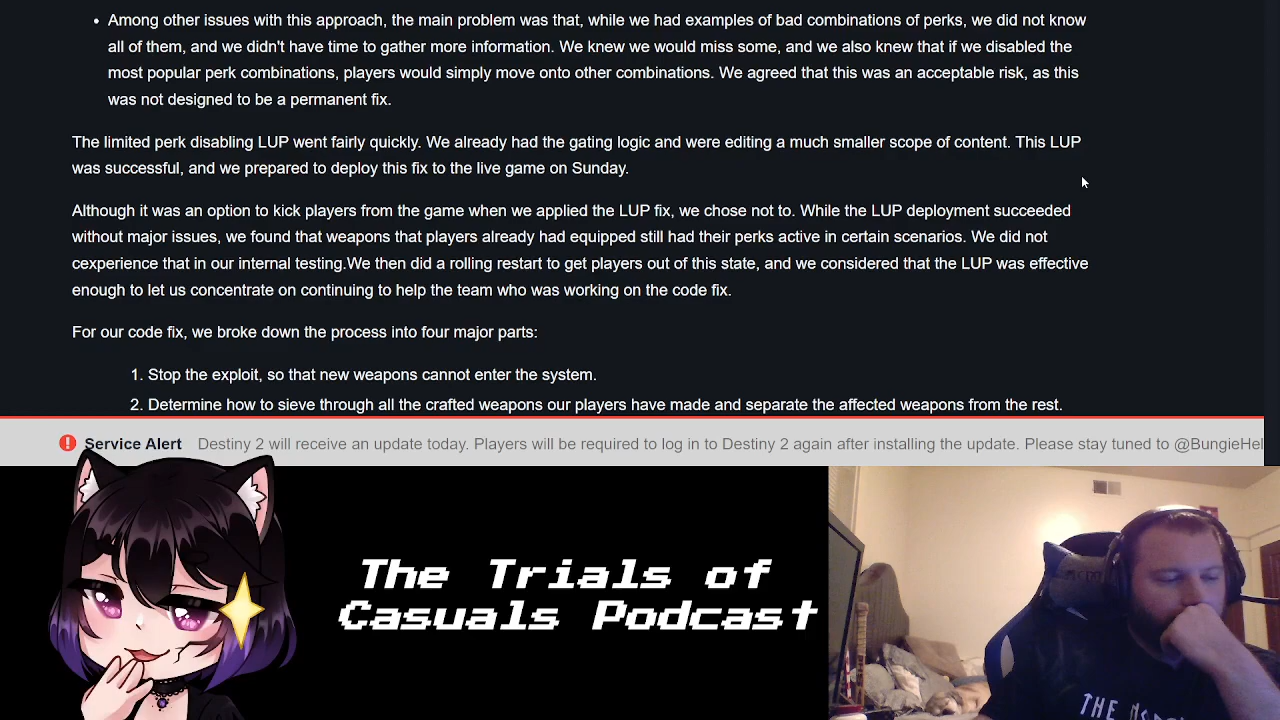 • Among other issues with this approach, the main problem was that, while we had examples of bad combinations of perks, we did not know
all of them, and we didn't have time to gather more information. We knew we would miss some, and we also knew that if we disabled the
most popular perk combinations, players would simply move onto other combinations. We agreed that this was an acceptable risk, as this
was not designed to be a permanent fix.
The limited perk disabling LUP went fairly quickly. We already had the gating logic and were editing a much smaller scope of content. This LUP
was successful, and we prepared to deploy this fix to the live game on Sunday.
Although it was an option to kick players from the game when we applied the LUP fix, we chose not to. While the LUP deployment succeeded
without major issues, we found that weapons that players already had equipped still had their perks active in certain scenarios. We did not
cexperience that in our internal testing.We then did a rolling restart to get players out of this state, and we considered that the LUP was effective
enough to let us concentrate on continuing to help the team who was working on the code fix.
For our code fix, we broke down the process into four major parts:
1. Stop the exploit, so that new weapons cannot enter the system.
2. Determine how to sieve through all the crafted weapons our players have made and separate the affected weapons from the rest.
Service Alert Destiny 2 will receive an update today. Players will be required to log in to Destiny 2 again after installing the update. Please stay tuned to @BungieHel
The Trials of
Casuals Podcast
THE